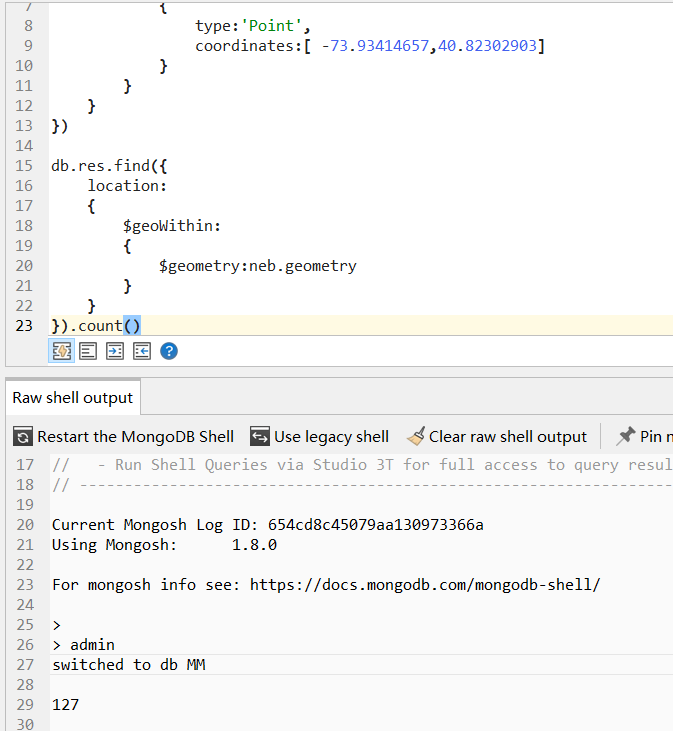 7             {
8                 type:'Point',
9                 coordinates:[ -73.93414657,40.82302903]
10             }
11         }
12     }
13 })
14
15 db.res.find({
16     location:
17     {
18         $geoWithin:
19         {
20             $geometry:neb.geometry
21         }
22     }
23 }).count()
?
Raw shell output
Restart the MongoDB Shell Use legacy shell Clear raw shell output Pin
17 //   - Run Shell Queries via Studio 3T for full access to query resul
18 // --------------------------------------------------------------------
19
20 Current Mongosh Log ID: 654cd8c45079aa130973366a
21 Using Mongosh:      1.8.0
22
23 For mongosh info see: https://docs.mongodb.com/mongodb-shell/
24
25 >
26 > admin
27 switched to db MM
28
29 127
30